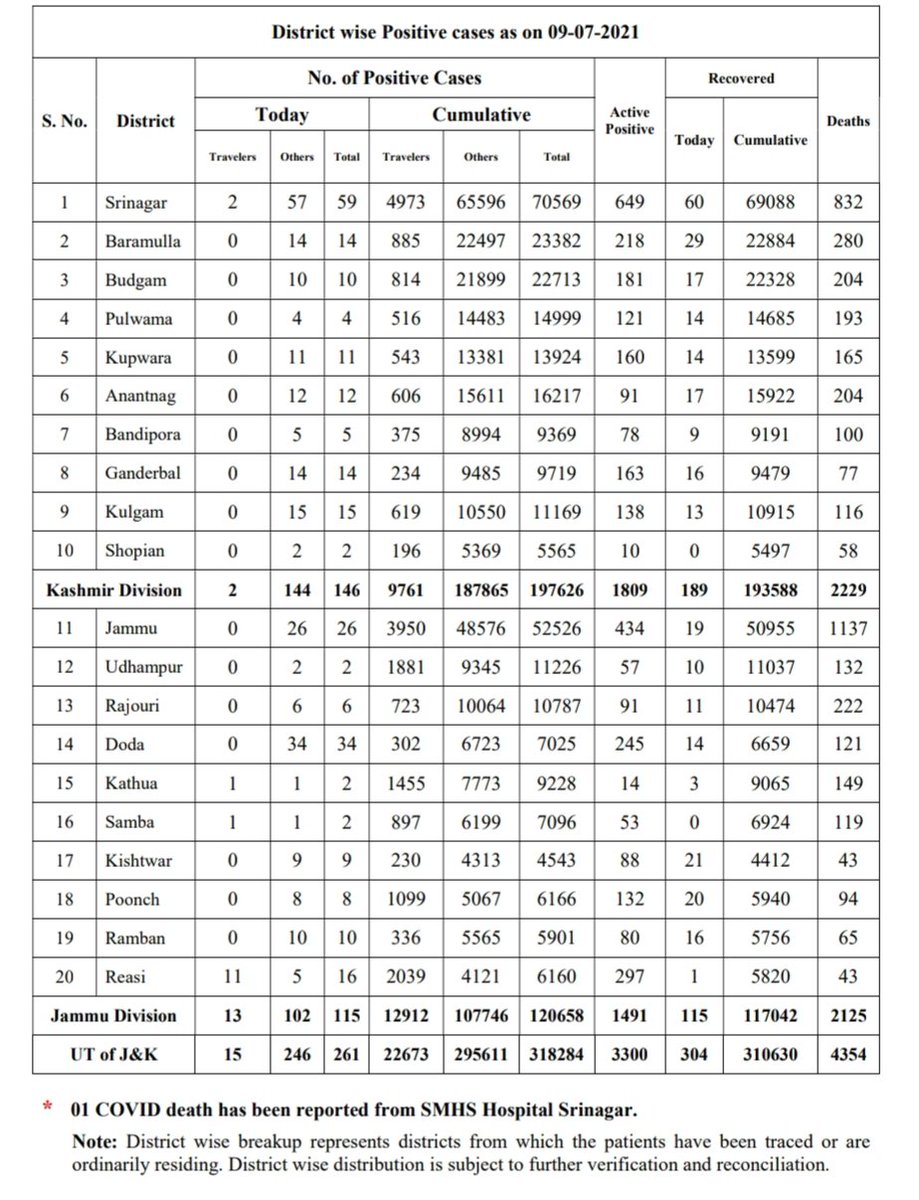 District wise Positive cases as on 09-07-2021
No. of Positive Cases Recovered
S. No. District Today Cumulative Active Positive Today Cumulative Deaths
Travelers Others Total Travelers Others Total
1 Srinagar 2 57 59 4973 65596 70569 649 60 69088 832
2 Baramulla 0 14 14 885 22497 23382 218 29 22884 280
3 Budgam 0 10 10 814 21899 22713 181 17 22328 204
4 Pulwama 0 4 4 516 14483 14999 121 14 14685 193
5 Kupwara 0 11 11 543 13381 13924 160 14 13599 165
6 Anantnag 0 12 12 606 15611 16217 91 17 15922 204
7 Bandipora 0 5 5 375 8994 9369 78 9 9191 100
8 Ganderbal 0 14 14 234 9485 9719 163 16 9479 77
9 Kulgam 0 15 15 619 10550 11169 138 13 10915 116
10 Shopian 0 2 2 196 5369 5565 10 0 5497 58
Kashmir Division 2 144 146 9761 187865 197626 1809 189 193588 2229
11 Jammu 0 26 26 3950 48576 52526 434 19 50955 1137
12 Udhampur 0 2 2 1881 9345 11226 57 10 11037 132
13 Rajouri 0 6 6 723 10064 10787 91 11 10474 222
14 Doda 0 34 34 302 6723 7025 245 14 6659 121
15 Kathua 1 1 2 1455 7773 9228 14 3 9065 149
16 Samba 1 1 2 897 6199 7096 53 0 6924 119
17 Kishtwar 0 9 9 230 4313 4543 88 21 4412 43
18 Poonch 0 8 8 1099 5067 6166 132 20 5940 94
19 Ramban 0 10 10 336 5565 5901 80 16 5756 65
20 Reasi 11 5 16 2039 4121 6160 297 1 5820 43
Jammu Division 13 102 115 12912 107746 120658 1491 115 117042 2125
UT of J&K 15 246 261 22673 295611 318284 3300 304 310630 4354
* 01 COVID death has been reported from SMHS Hospital Srinagar.
Note: District wise breakup represents districts from which the patients have been traced or are
ordinarily residing. District wise distribution is subject to further verification and reconciliation.